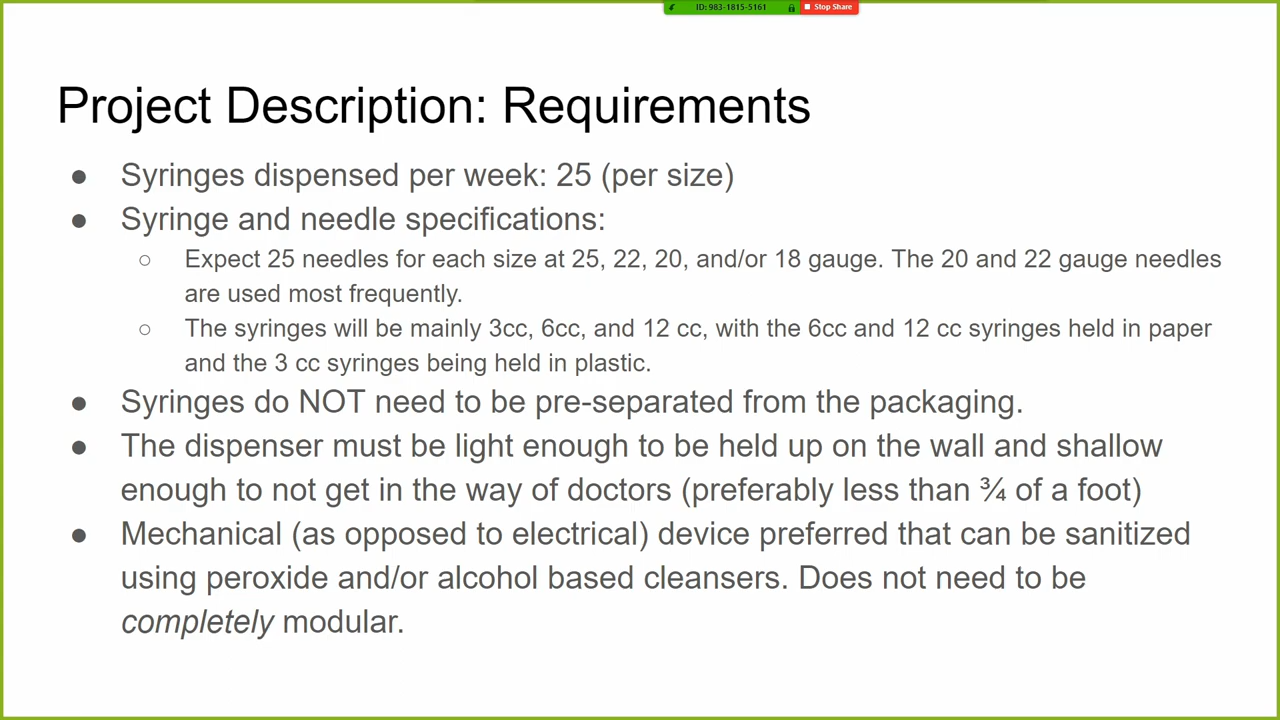 ID: 983-1815-5161
Stop Share
Project Description: Requirements
● Syringes dispensed per week: 25 (per size)
● Syringe and needle specifications:
○ Expect 25 needles for each size at 25, 22, 20, and/or 18 gauge. The 20 and 22 gauge needles
are used most frequently.
○ The syringes will be mainly 3cc, 6cc, and 12 cc, with the 6cc and 12 cc syringes held in paper
and the 3 cc syringes being held in plastic.
● Syringes do NOT need to be pre-separated from the packaging.
● The dispenser must be light enough to be held up on the wall and shallow
enough to not get in the way of doctors (preferably less than ¾ of a foot)
● Mechanical (as opposed to electrical) device preferred that can be sanitized
using peroxide and/or alcohol based cleansers. Does not need to be
completely modular.